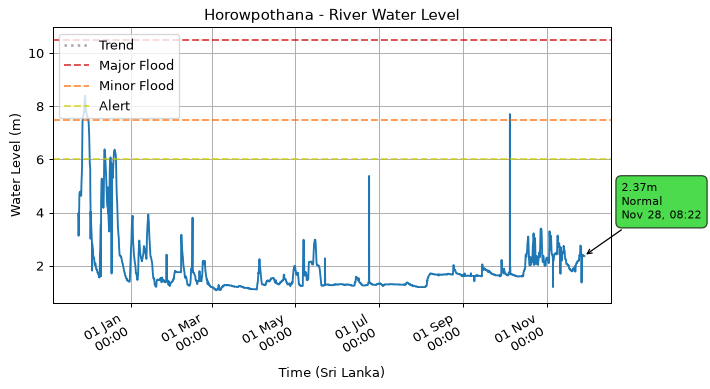 Horowpothana - River Water Level
Trend
Major Flood
Minor Flood
Alert
Water Level (m)
10
8
6
4
2
2.37m
Normal
Nov 28, 08:22
01 Jan
00:00
01 Mar
00:00
01 May
00:00
01 Jul
00:00
01 Sep
00:00
01 Nov
00:00
Time (Sri Lanka)